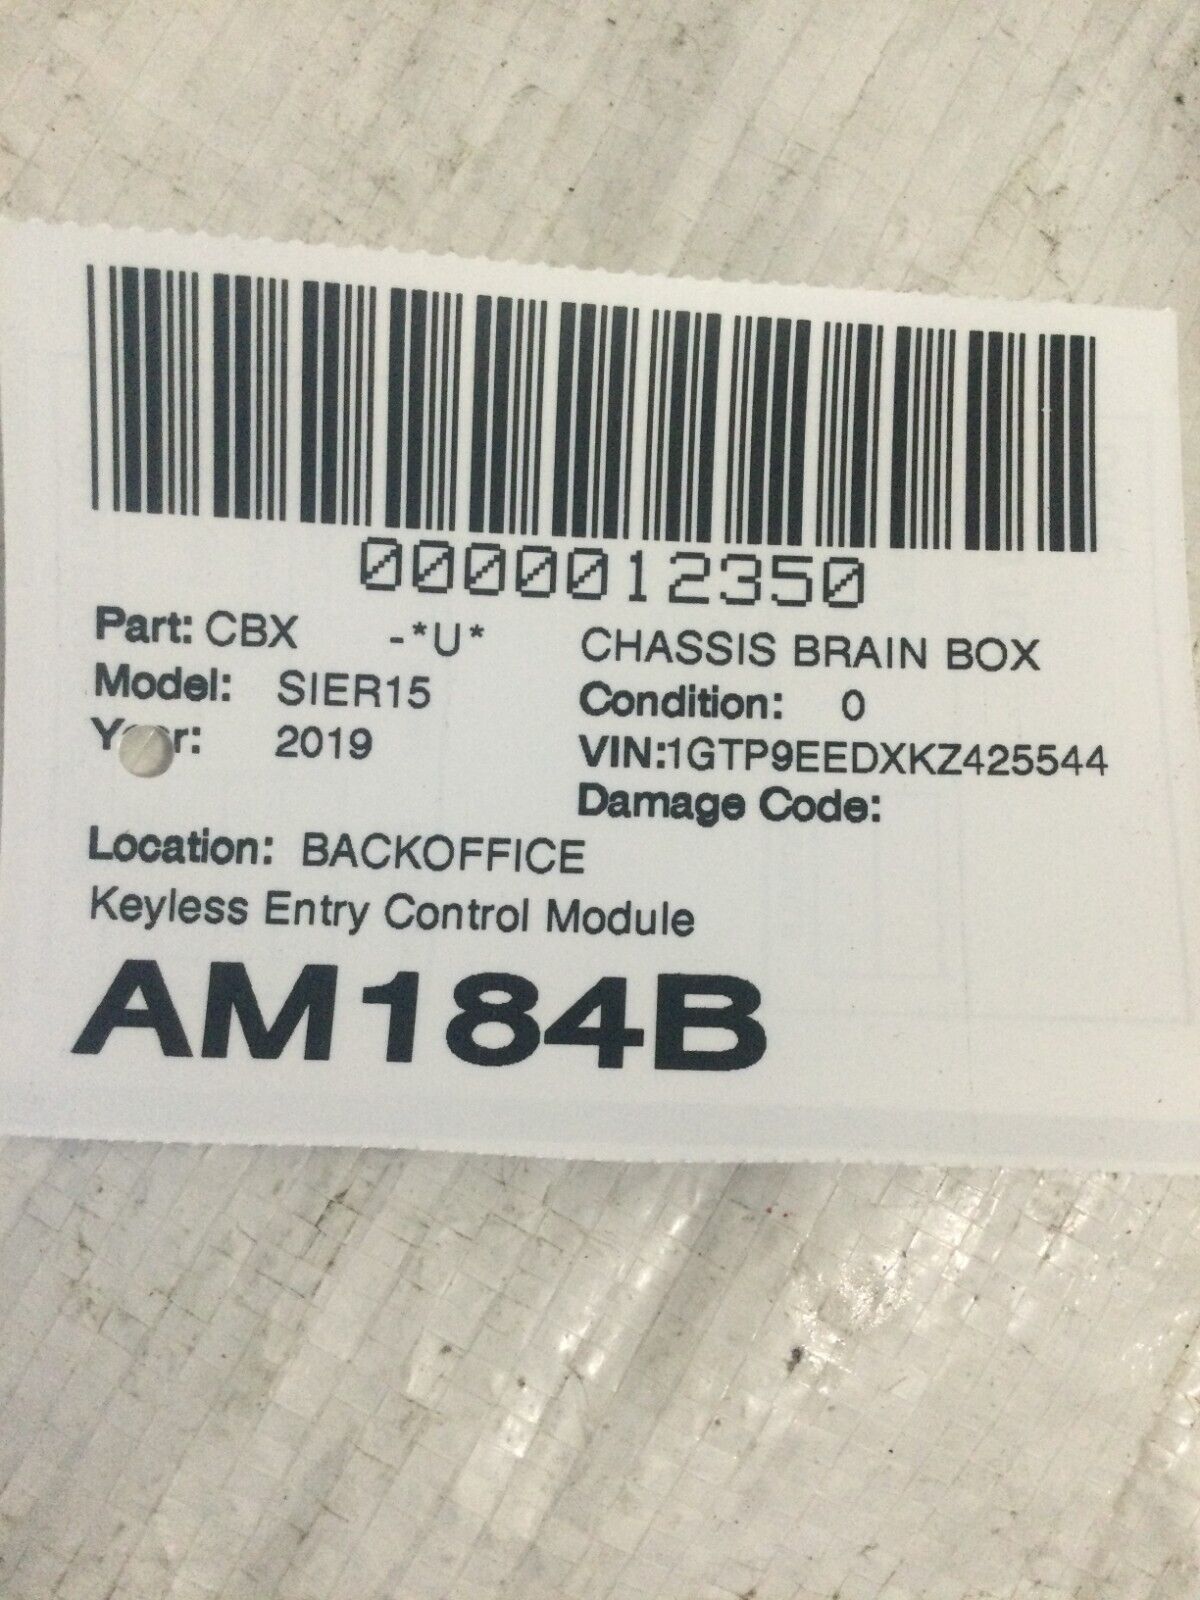 0000012350
Part: CBX -*U* CHASSIS BRAIN BOX
Model: SIER15 Condition: 0
Year: 2019 VIN:1GTP9EEDXKZ425544
Damage Code:
Location: BACKOFFICE
Keyless Entry Control Module
AM184B